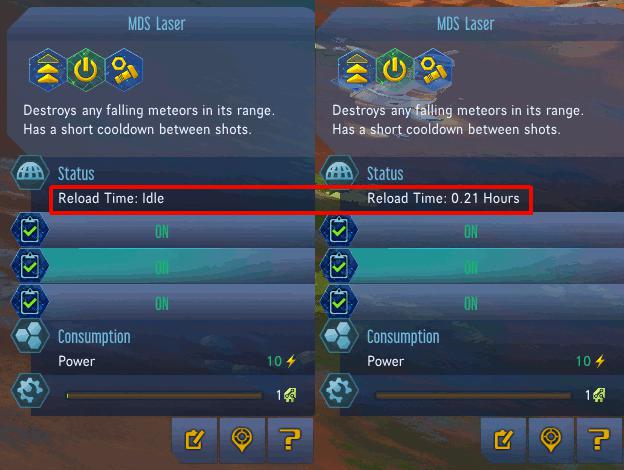 MDS Laser
Destroys any falling meteors in its range.
Has a short cooldown between shots.
Status
Reload Time: Idle
ON
ON
ON
Consumption
Power 10
1
MDS Laser
Destroys any falling meteors in its range.
Has a short cooldown between shots.
Status
Reload Time: 0.21 Hours
ON
ON
ON
Consumption
Power 10
1